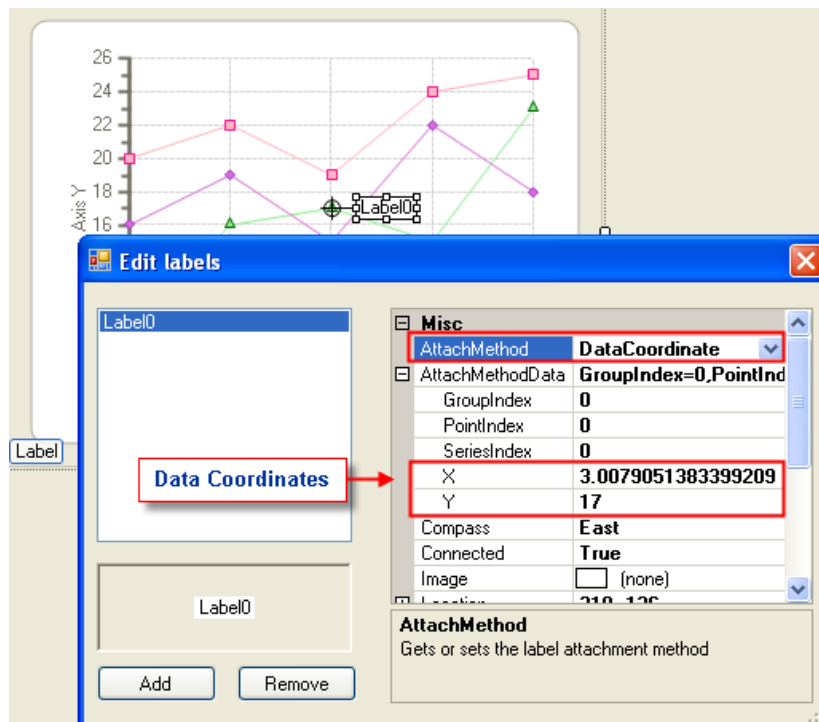 26
24
22
20
18
16
Axis Y
Label0
Edit labels
Label0
Misc
AttachMethod DataCoordinate
AttachMethodData GroupIndex=0,PointInd
GroupIndex 0
PointIndex 0
SeriesIndex 0
X 3.0079051383399209
Y 17
Compass East
Connected True
Image (none)
Label
Data Coordinates
Label0
AttachMethod
Gets or sets the label attachment method
Add Remove